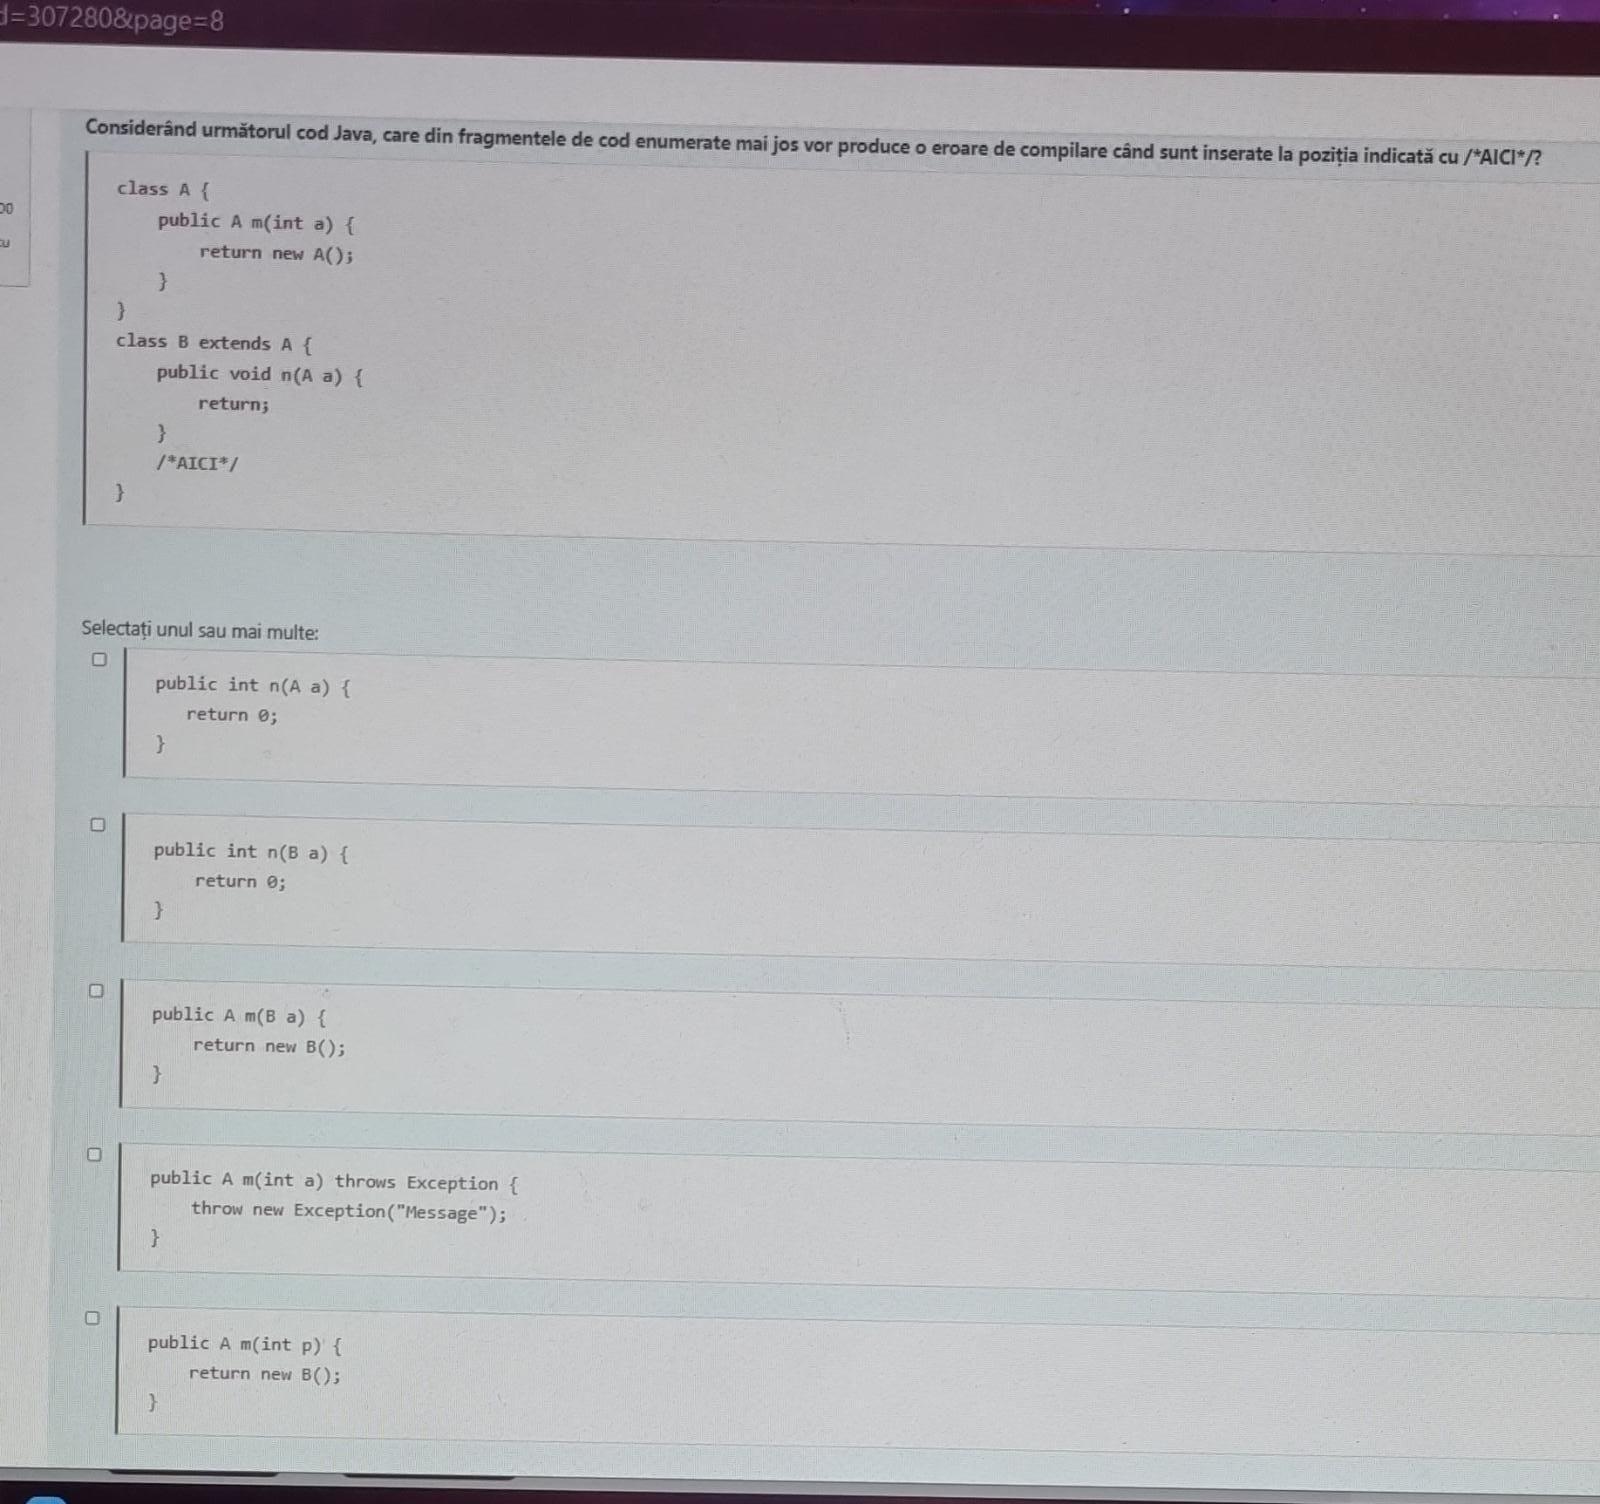 d=307280&page=8
Considerând următorul cod Java, care din fragmentele de cod enumerate mai jos vor produce o eroare de compilare când sunt inserate la poziția indicată cu /*AICI*/?
class A {
public A m(int a) {
return new A();
}
}
class B extends A {
public void n(A a) {
return;
}
/*AICI*/
}
Selectați unul sau mai multe:
public int n(A a) {
return 0;
}
public int n(B a) {
return 0;
}
public A m(B a) {
return new B();
}
public A m(int a) throws Exception {
throw new Exception("Message");
}
public A m(int p) {
return new B();
}